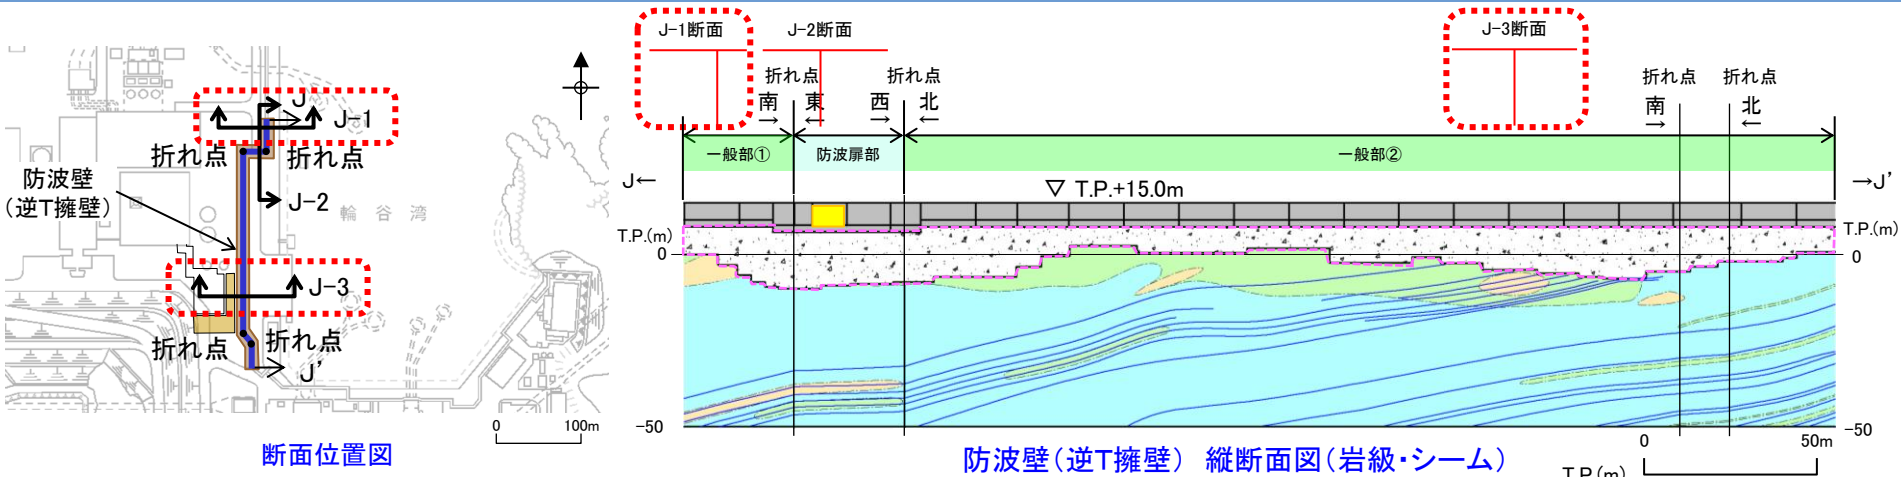 J
J-1
折れ点
折れ点
防波壁
(逆T擁壁)
J-2
輪谷湾
J-3
折れ点
折れ点
J'
0
100m
断面位置図
J-1断面
J-2断面
J-3断面
折れ点
折れ点
折れ点
折れ点
南
東
西
北
南
北
→
←
→
←
→
←
一般部①
防波扉部
一般部②
J←
▽ T.P.+15.0m
→J'
T.P.(m)
T.P.(m)
0
0
-50
-50
防波壁(逆T擁壁) 縦断面図(岩級・シーム)
0
50m
T.P.(m)